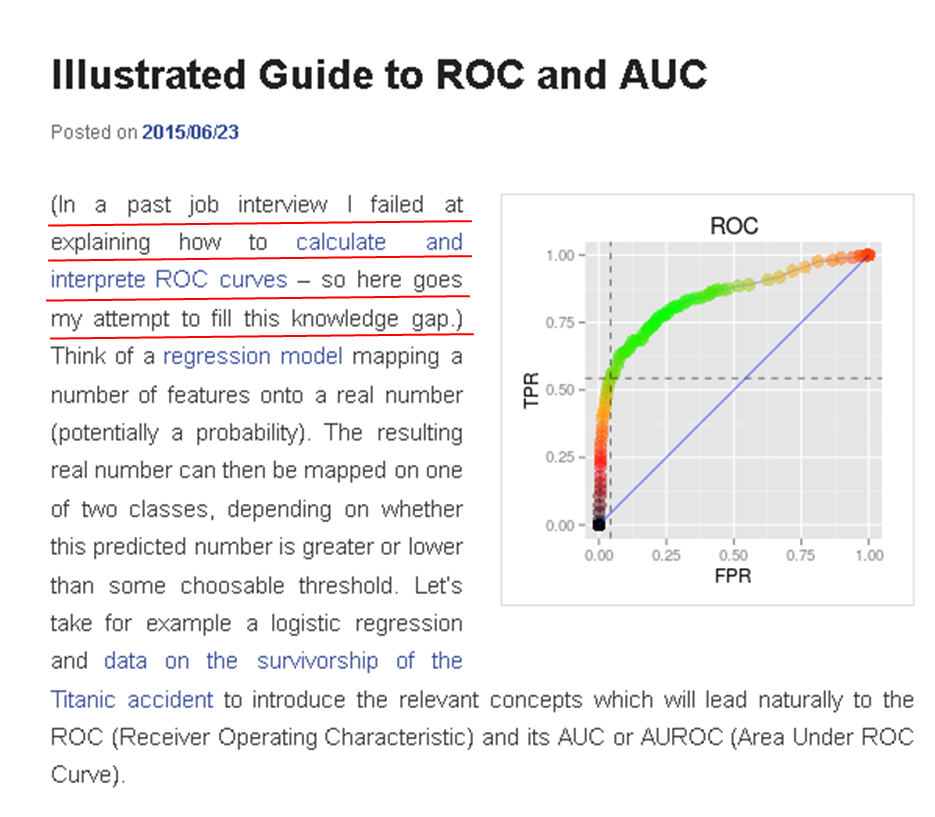 Illustrated Guide to ROC and AUC
Posted on 2015/06/23
(In a past job interview I failed at
explaining how to calculate and
interprete ROC curves – so here goes
my attempt to fill this knowledge gap.)
Think of a regression model mapping a
number of features onto a real number
(potentially a probability). The resulting
real number can then be mapped on one
of two classes, depending on whether
this predicted number is greater or lower
than some choosable threshold. Let's
take for example a logistic regression
and data on the survivorship of the
Titanic accident to introduce the relevant concepts which will lead naturally to the
ROC (Receiver Operating Characteristic) and its AUC or AUROC (Area Under ROC
Curve).
ROC
1.00
0.75
0.50
0.25
0.00
TPR
0.00 0.25 0.50 0.75 1.00
FPR